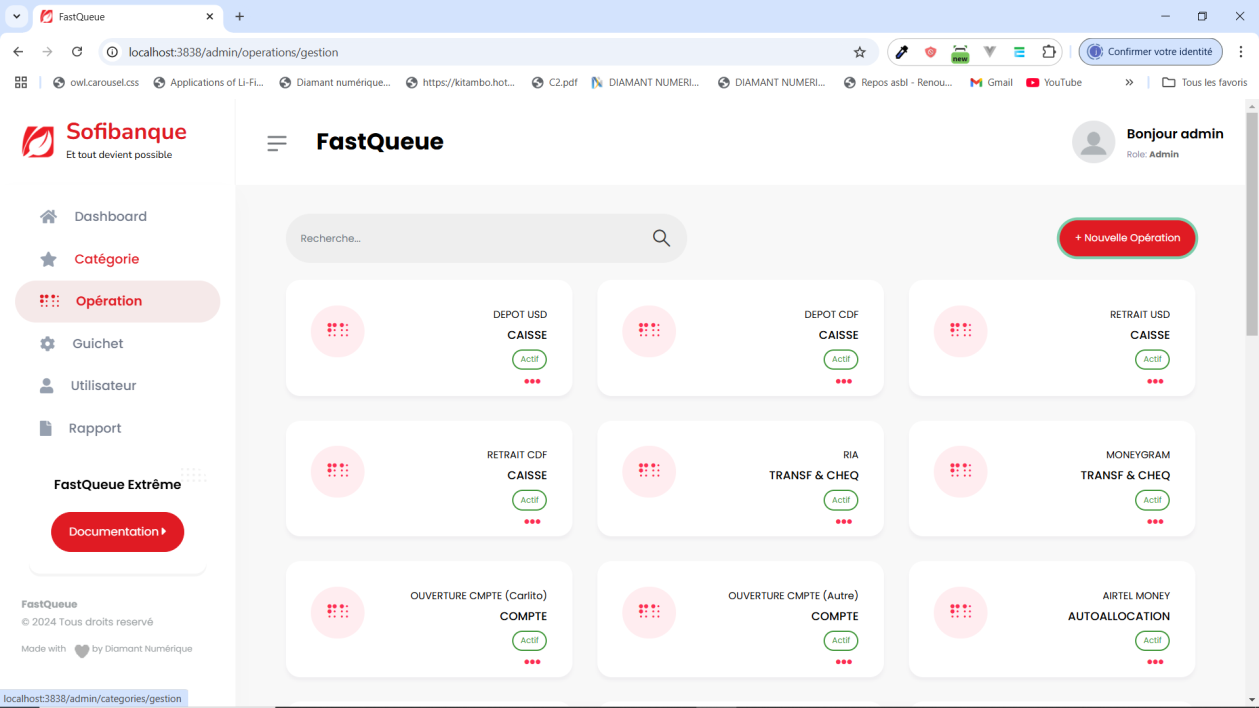 FastQueue
localhost:3838/admin/operations/gestion
new
Confirmer votre identité
owl.carousel.css
Applications of Li-Fi...
Diamant numérique...
https://kitambo.hot...
C2.pdf
DIAMANT NUMERI...
DIAMANT NUMERI...
Repos asbl - Renou...
Gmail
YouTube
»
Tous les favoris
Sofibanque
Et tout devient possible
FastQueue
Bonjour admin
Role: Admin
Dashboard
Catégorie
Opération
Guichet
Utilisateur
Rapport
FastQueue Extrême
Documentation
FastQueue
© 2024 Tous droits reservé
Made with by Diamant Numérique
Recherche...
+ Nouvelle Opération
DEPOT USD
CAISSE
Actif
DEPOT CDF
CAISSE
Actif
RETRAIT USD
CAISSE
Actif
RETRAIT CDF
CAISSE
Actif
RIA
TRANSF & CHEQ
Actif
MONEYGRAM
TRANSF & CHEQ
Actif
OUVERTURE CMPTE (Carlito)
COMPTE
Actif
OUVERTURE CMPTE (Autre)
COMPTE
Actif
AIRTEL MONEY
AUTOALLOCATION
Actif
localhost:3838/admin/categories/gestion